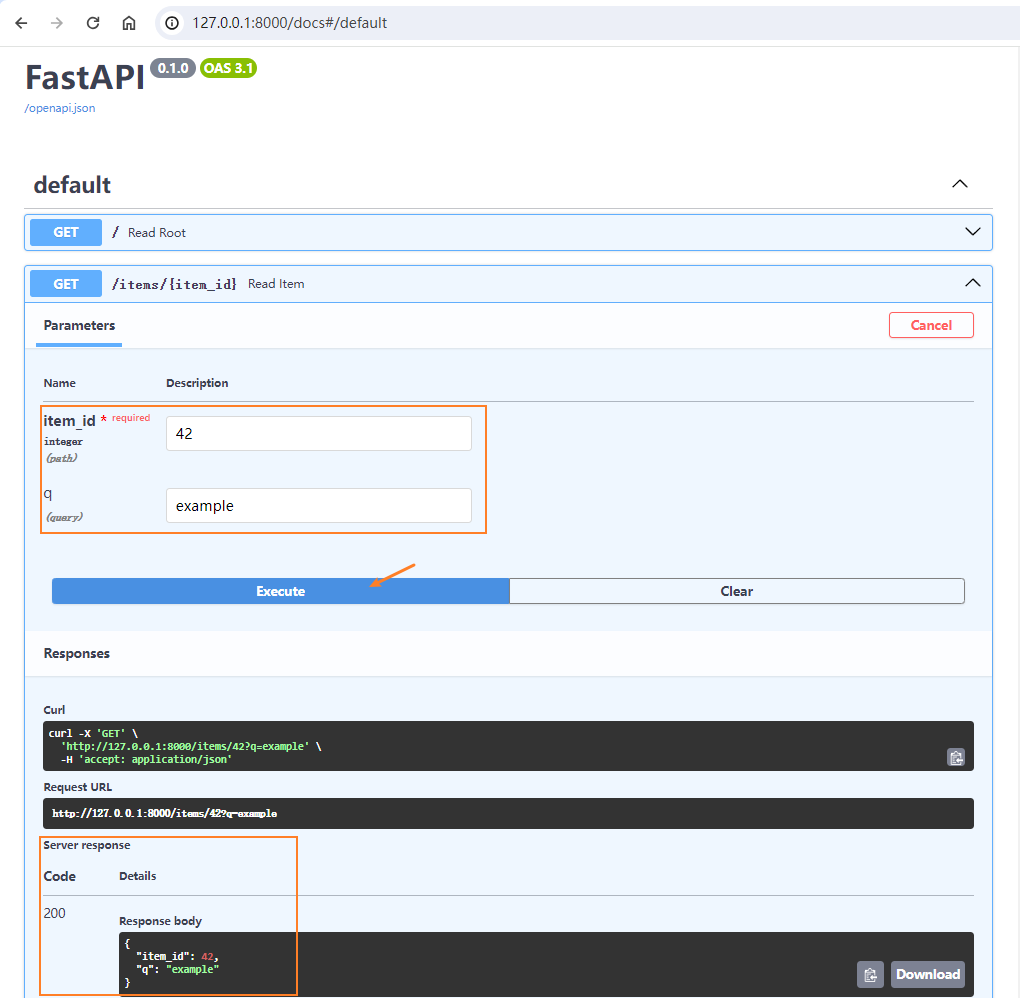 127.0.0.1:8000/docs#/default
FastAPI 0.1.0 OAS 3.1
/openapi.json
default
GET / Read Root
GET /items/{item_id} Read Item
Parameters Cancel
Name Description
item_id * required
42
integer
(path)
q
example
(query)
Execute Clear
Responses
Curl
curl -X 'GET' \
'http://127.0.0.1:8000/items/42?q=example' \
-H 'accept: application/json'
Request URL
http://127.0.0.1:8000/items/42?q=example
Server response
Code Details
200
Response body
{
"item_id": 42,
"q": "example"
}
Download